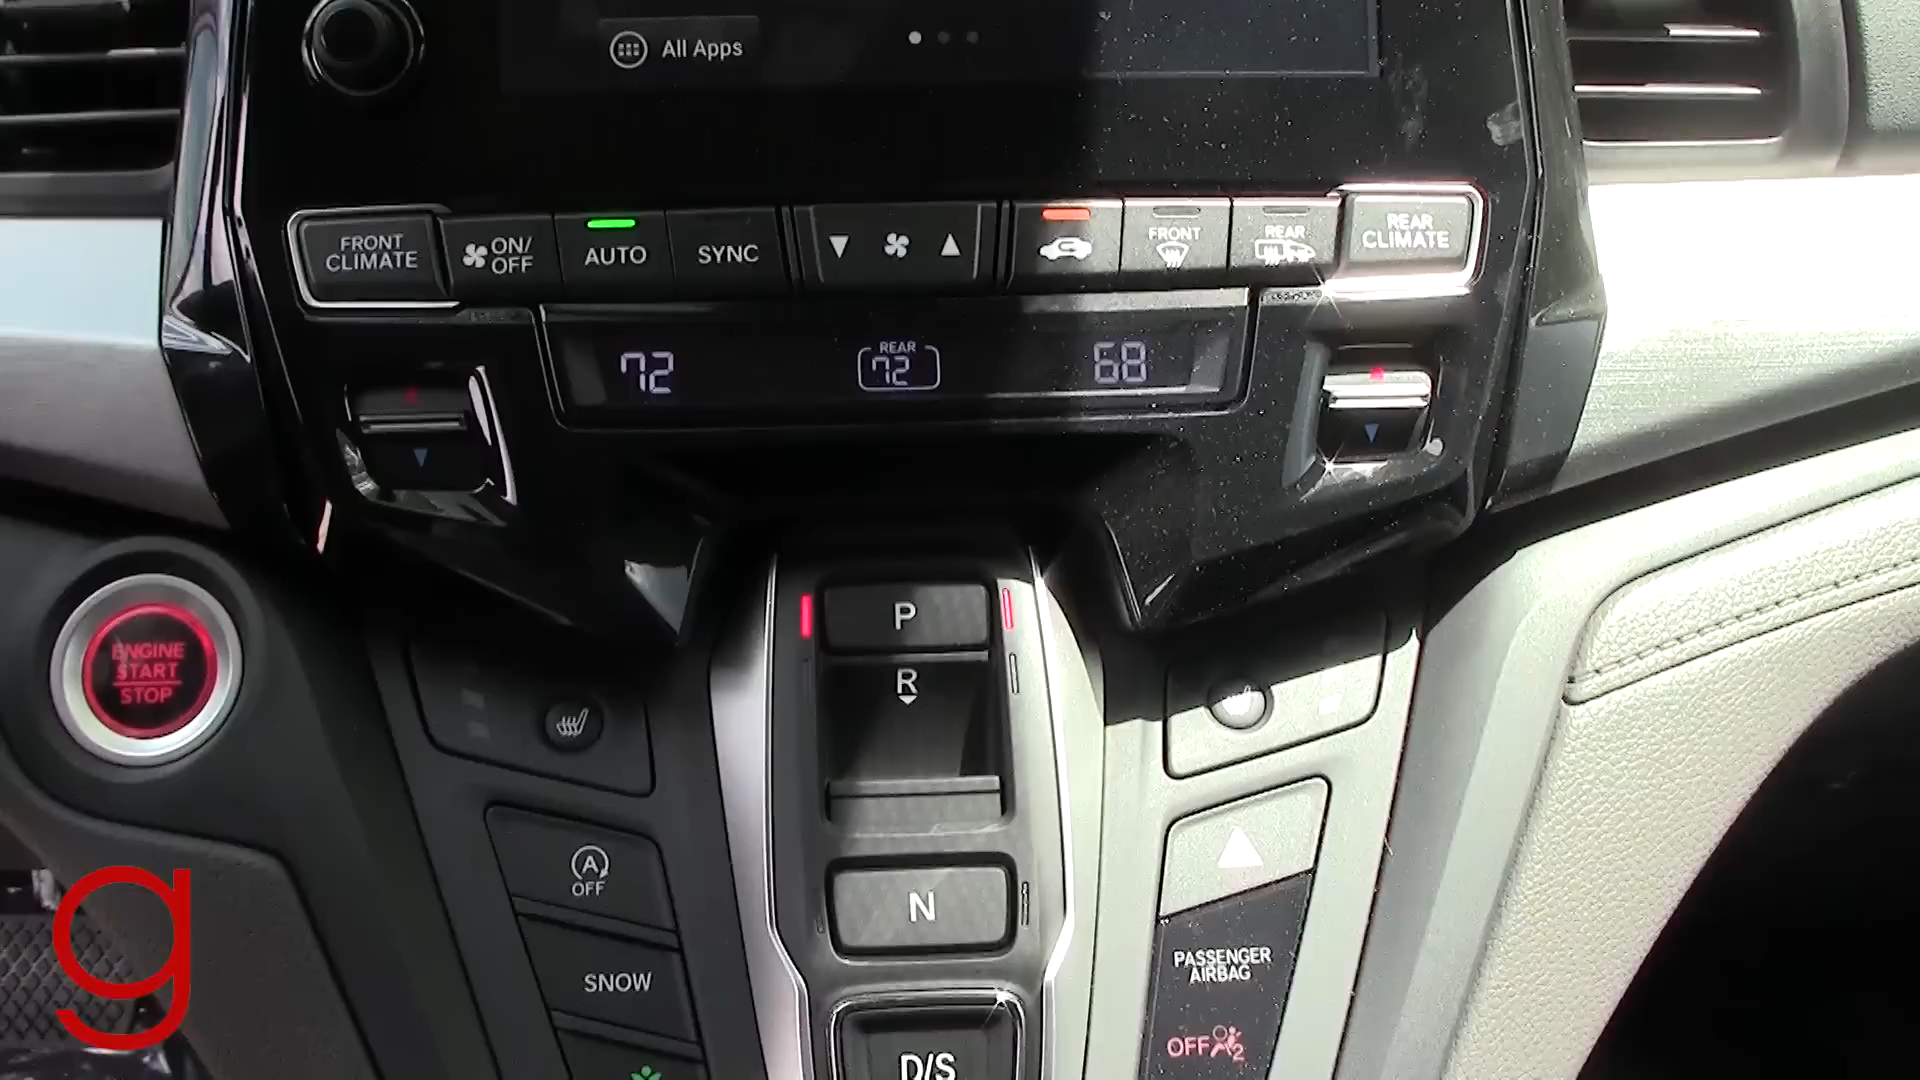 All Apps
FRONT
CLIMATE
ON/
OFF
AUTO
SYNC
FRONT
REAR
REAR
CLIMATE
72
REAR
72
68
ENGINE
START
STOP
P
R
A
OFF
N
SNOW
PASSENGER
AIRBAG
OFF
2
D/S
g